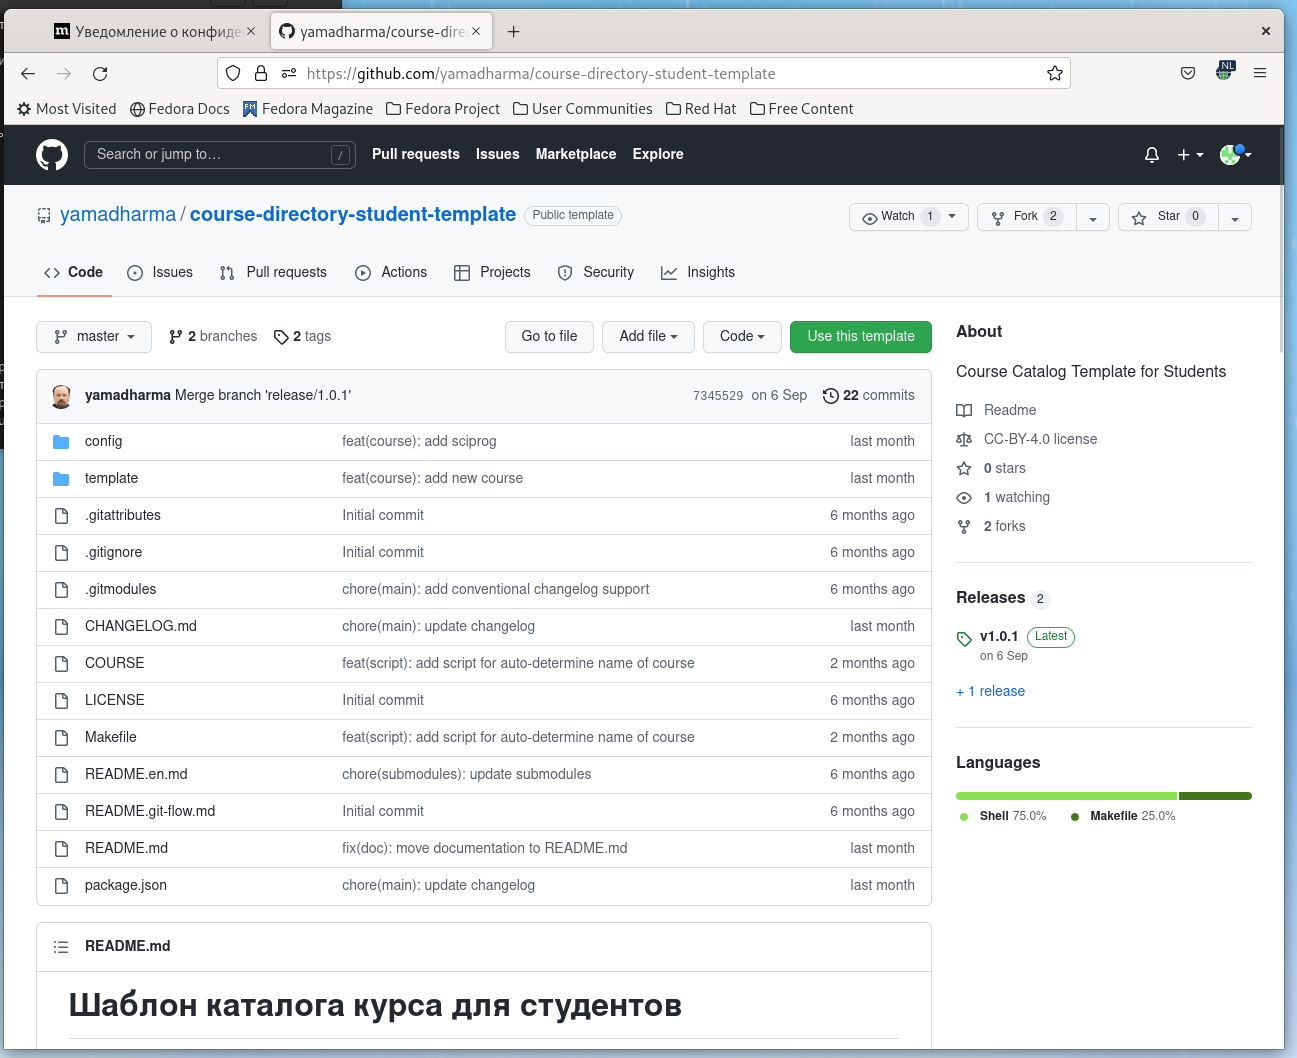 Уведомление о конфиде
yamadharma/course-dire
https://github.com/yamadharma/course-directory-student-template
NL
Most Visited Fedora Docs Fedora Magazine Fedora Project User Communities Red Hat Free Content
Search or jump to… / Pull requests Issues Marketplace Explore
yamadharma / course-directory-student-template Public template
Watch 1 Fork 2 Star 0
Code Issues Pull requests Actions Projects Security Insights
master 2 branches 2 tags Go to file Add file Code Use this template
yamadharma Merge branch 'release/1.0.1' 7345529 on 6 Sep 22 commits
config feat(course): add sciprog last month
template feat(course): add new course last month
.gitattributes Initial commit 6 months ago
.gitignore Initial commit 6 months ago
.gitmodules chore(main): add conventional changelog support 6 months ago
CHANGELOG.md chore(main): update changelog last month
COURSE feat(script): add script for auto-determine name of course 2 months ago
LICENSE Initial commit 6 months ago
Makefile feat(script): add script for auto-determine name of course 2 months ago
README.en.md chore(submodules): update submodules 6 months ago
README.git-flow.md Initial commit 6 months ago
README.md fix(doc): move documentation to README.md last month
package.json chore(main): update changelog last month
README.md
Шаблон каталога курса для студентов
About
Course Catalog Template for Students
Readme
CC-BY-4.0 license
0 stars
1 watching
2 forks
Releases 2
v1.0.1 Latest
on 6 Sep
+ 1 release
Languages
Shell 75.0% Makefile 25.0%